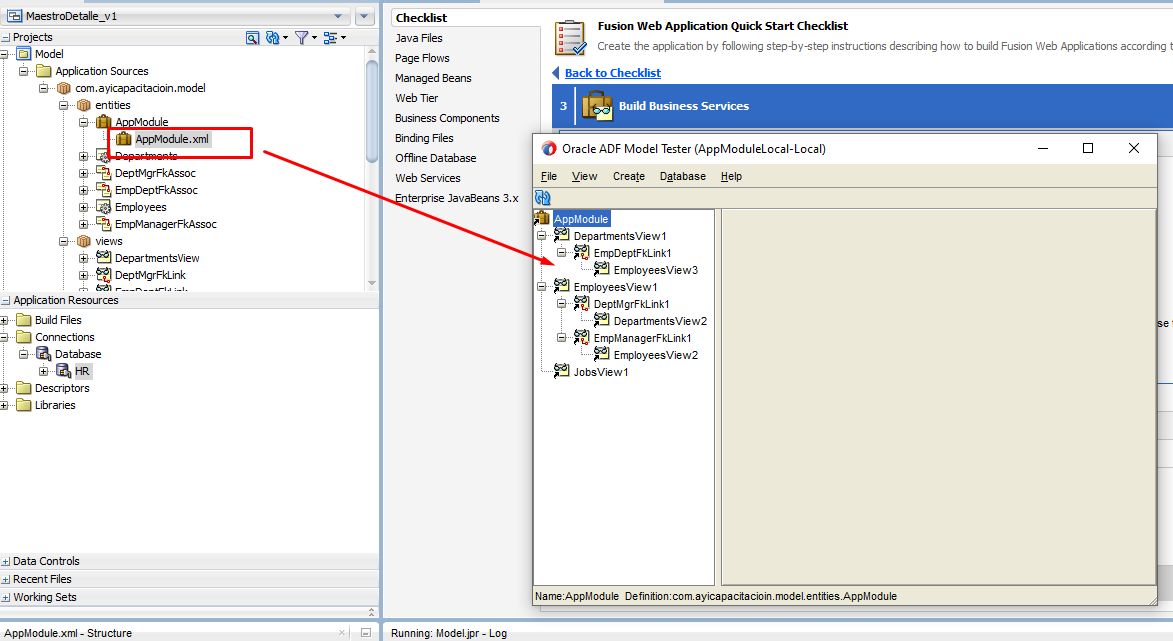 MaestroDetalle_v1
Projects
Model
Application Sources
com.ayicapacitacioin.model
entities
AppModule
AppModule.xml
Departments
DeptMgrFkAssoc
EmpDeptFkAssoc
Employees
EmpManagerFkAssoc
views
DepartmentsView
DeptMgrFkLink
EmpDeptFkLink
Application Resources
Build Files
Connections
Database
HR
Descriptors
Libraries
Data Controls
Recent Files
Working Sets
AppModule.xml - Structure
Checklist
Java Files
Page Flows
Managed Beans
Web Tier
Business Components
Binding Files
Offline Database
Web Services
Enterprise JavaBeans 3.x
Fusion Web Application Quick Start Checklist
Create the application by following step-by-step instructions describing how to build Fusion Web Applications according t
Back to Checklist
3 Build Business Services
Oracle ADF Model Tester (AppModuleLocal-Local)
File View Create Database Help
AppModule
DepartmentsView1
EmpDeptFkLink1
EmployeesView3
EmployeesView1
DeptMgrFkLink1
DepartmentsView2
EmpManagerFkLink1
EmployeesView2
JobsView1
Name:AppModule Definition:com.ayicapacitacioin.model.entities.AppModule
se t
Running: Model.jpr - Log